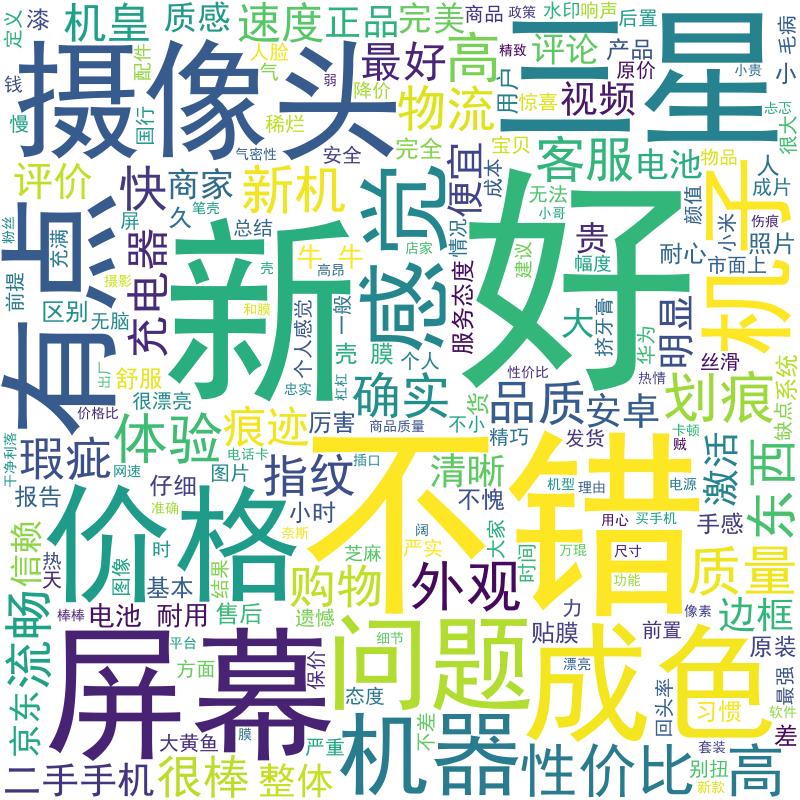 定义
漆
机皇
质感
速度
正品
完美
商品
政策
水印
响声
后置
毛病
钱
配件
人脸
气
最好
高
评论
精致
产品
小
摄像头
三星
慢
国行
稀烂
降价
弱
物流
用户
惊喜
原价
视频
小贵
忐忑
很大
评价
快
商家
气密性
安全
完全
便宜
宝贝
成本
客服
电池
物品
人
成片
新机
感觉
无法
小哥
颜值
伤痕
粉丝
有点
充满
屏
久
笔壳
总结
牛
牛
店家
情况
好
建议
贵
幅度
耐心
小米
照片
机子
前提
区别
摄影
充电器
新
壳
高昂
服务态度
大
挤牙膏
市面上
无脑
出厂
和膜
个人感觉
一般
华为
明显
舒服
忠实
杠杠
壳
膜
个人
性价比
热情
丝滑
价格比
很漂亮
确实
货
品质
安卓
划痕
缺点
系统
干净利落
瑕疵
体验
痕迹
厉害
商品质量
不小
精巧
发货
卡顿
贼
报告
网速
电话卡
指纹
插口
清晰
机型
理由
电源
激活
东西
仔细
图片
小时
不愧
用心
买手机
手感
信赖
热
天
价格
准确
时
奈斯
不错
阔
严实
大家
时间
万琨
尺寸
质量
图像
基本
结果
购物
芝麻
外观
功能
棒棒
电池
耐用
售后
遗憾
力
像素
边框
流畅
京东
屏幕
平台
方面
保价
问题
细节
贴膜
前置
原装
成色
漂亮
最强
态度
回头率
习惯
软件
大黄鱼
膜
严重
不差
机器
差
二手手机
很棒
整体
性价比
套装
别扭
新款
高